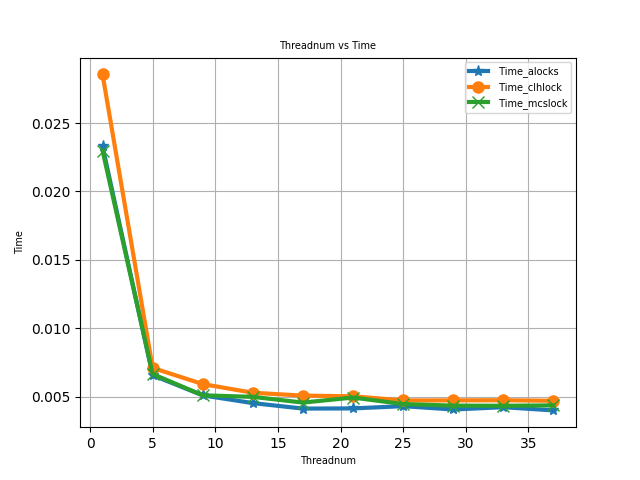 Threadnum vs Time
Time_alocks
Time_clhlock
Time_mcslock
Time
0.025
0.020
0.015
0.010
0.005
0 5 10 15 20 25 30 35
Threadnum